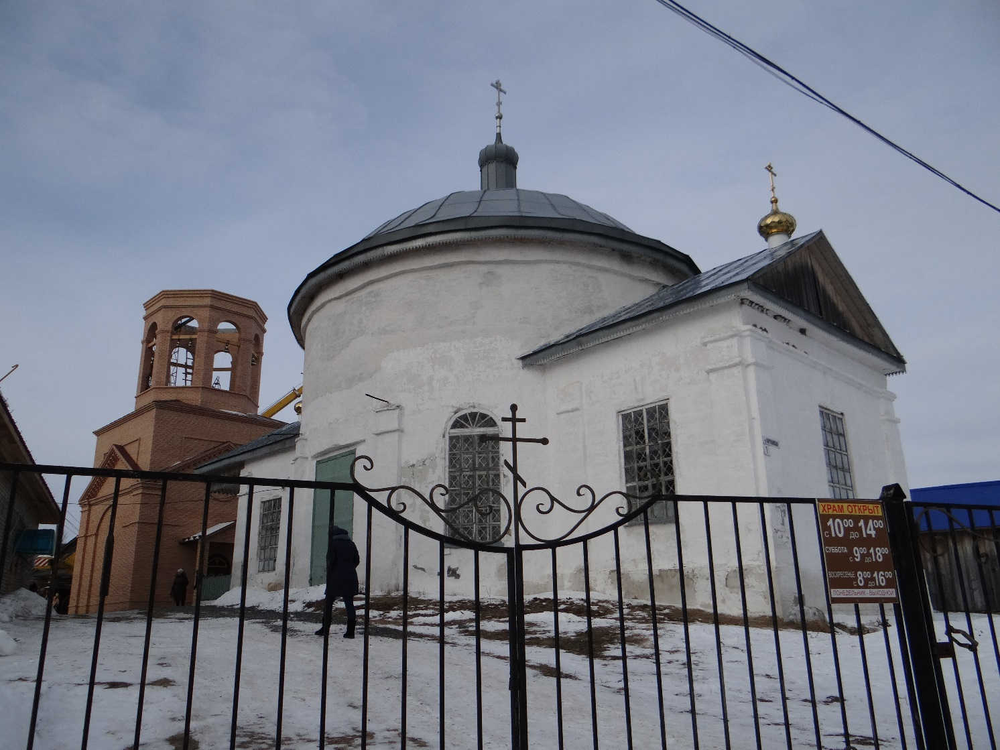 ХРАМ ОТКРЫТ
с 10⁰⁰ до 14⁰⁰
СУББОТА
с 9⁰⁰ до 18⁰⁰
ВОСКРЕСЕНЬЕ
с 8⁰⁰ до 16⁰⁰
ПОНЕДЕЛЬНИК - ВЫХОДНОЙ